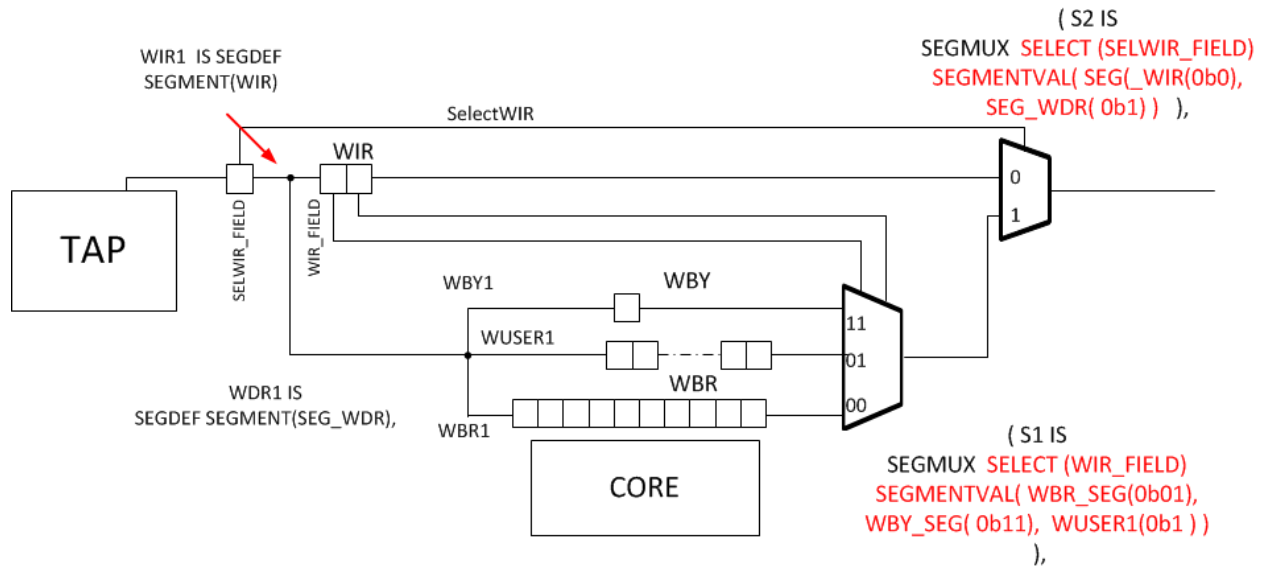 ( S2 IS
SEGMUX SELECT (SELWIR_FIELD)
SEGMENTVAL( SEG(_WIR(0b0),
SEG_WDR( 0b1) ) ),
WIR1 IS SEGDEF
SEGMENT(WIR)
SelectWIR
WIR
0
1
TAP
SELWIR_FIELD
WIR_FIELD
WBY1
WBY
11
WUSER1
01
WBR
00
WBR1
WDR1 IS
SEGDEF SEGMENT(SEG_WDR),
CORE
( S1 IS
SEGMUX SELECT (WIR_FIELD)
SEGMENTVAL( WBR_SEG(0b01),
WBY_SEG( 0b11), WUSER1(0b1 ) )
),